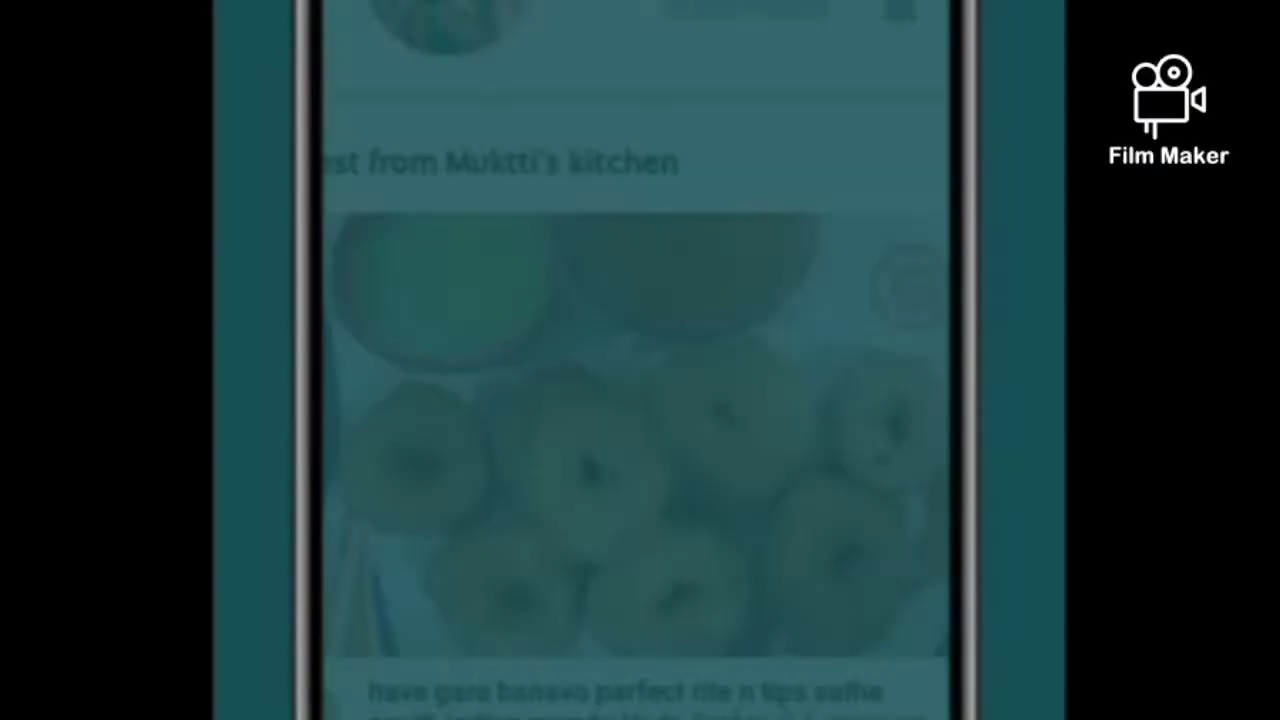 Film Maker
est from Muktti's kitchen
have gare banavo parfect rite n tips sathe